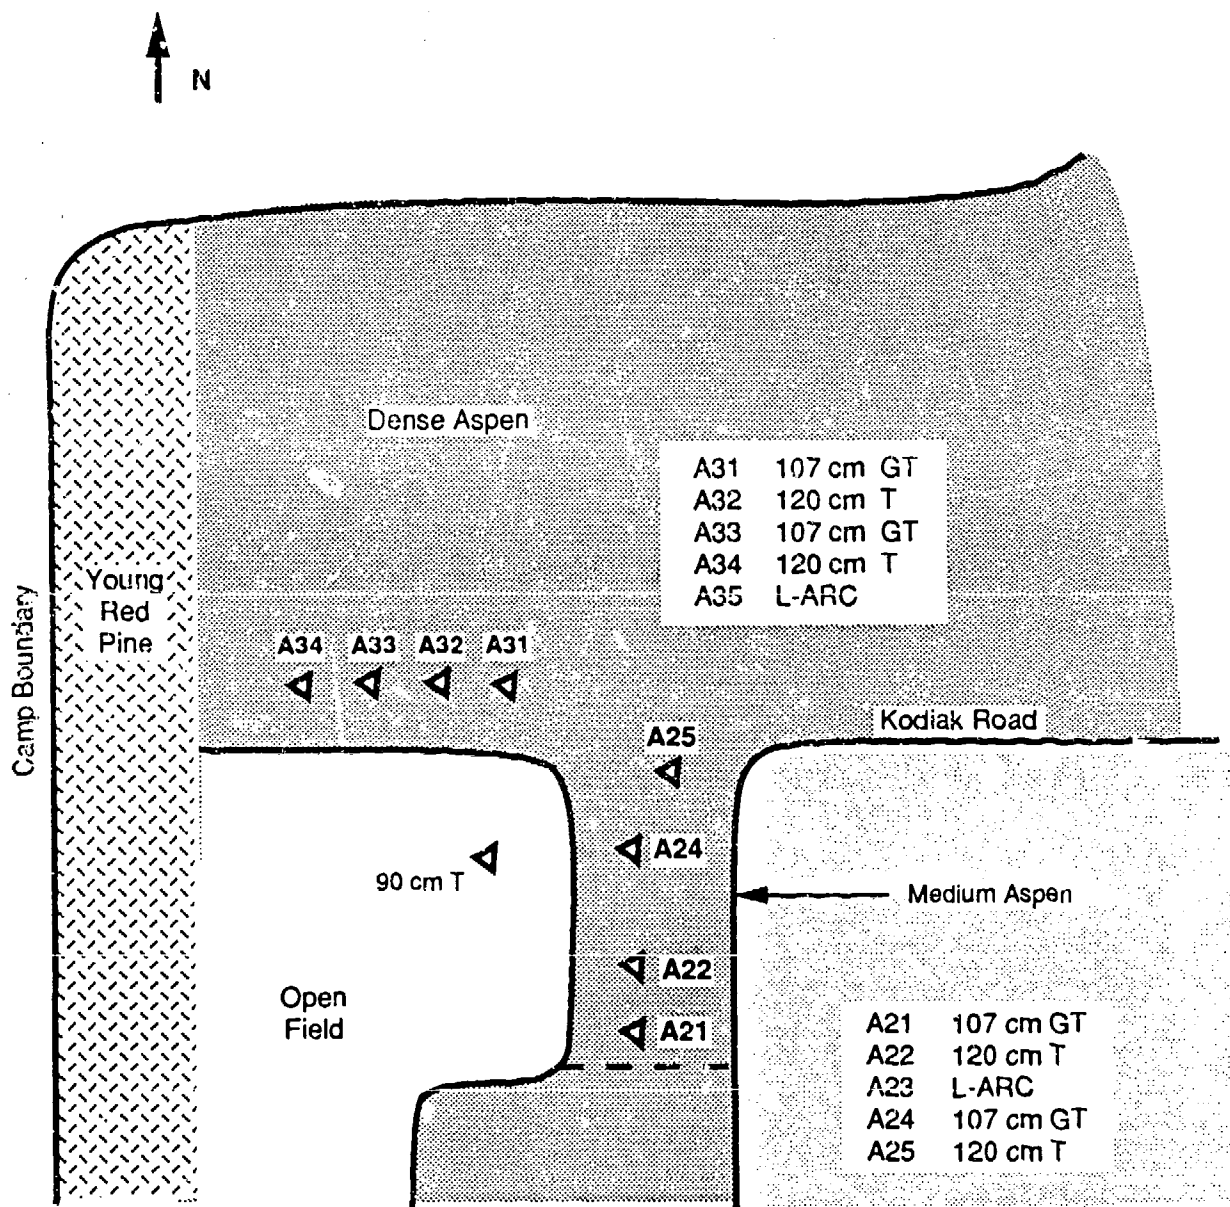 N
Dense Aspen
A31 107 cm GT
A32 120 cm T
A33 107 cm GT
A34 120 cm T
A35 L-ARC
Young
Red
Pine
Camp Boundary
A34 A33 A32 A31
Kodiak Road
A25
A24
90 cm T
Medium Aspen
A22
Open
Field
A21
A21 107 cm GT
A22 120 cm T
A23 L-ARC
A24 107 cm GT
A25 120 cm T